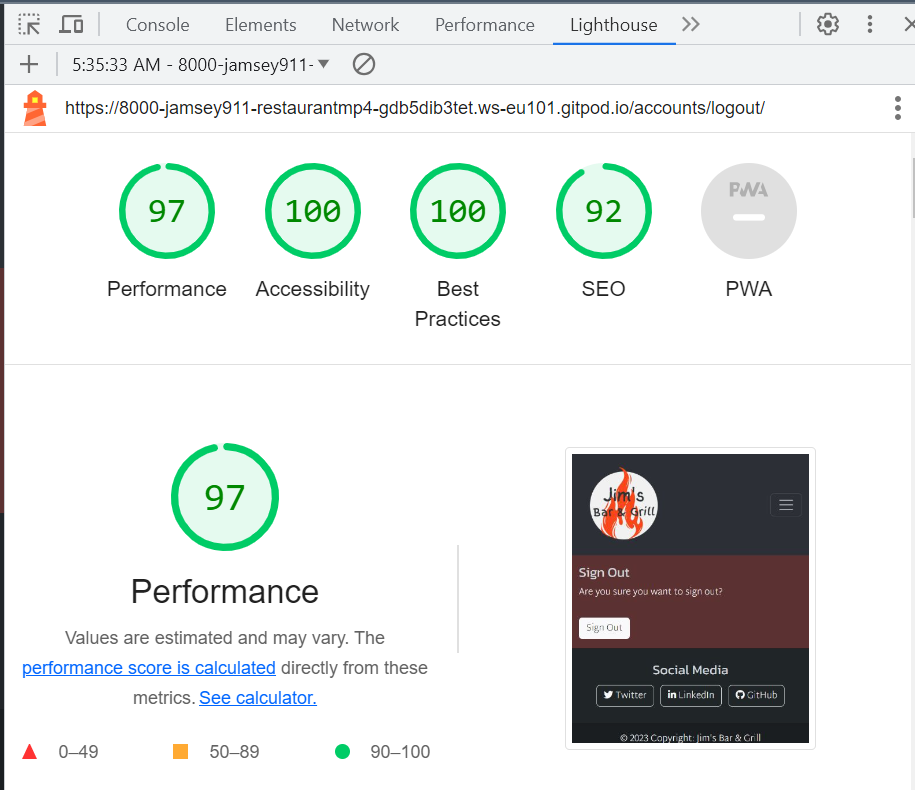 Console Elements Network Performance Lighthouse
5:35:33 AM - 8000-jamsey911-
https://8000-jamsey911-restaurantmp4-gdb5dib3tet.ws-eu101.gitpod.io/accounts/logout/
97 100 100 92 PWA
Performance Accessibility Best Practices SEO PWA
97
Performance
Values are estimated and may vary. The
performance score is calculated directly from these
metrics. See calculator.
0–49 50–89 90–100
Jim's
Bar & Grill
Sign Out
Are you sure you want to sign out?
Sign Out
Social Media
Twitter LinkedIn GitHub
© 2023 Copyright: Jim's Bar & Grill